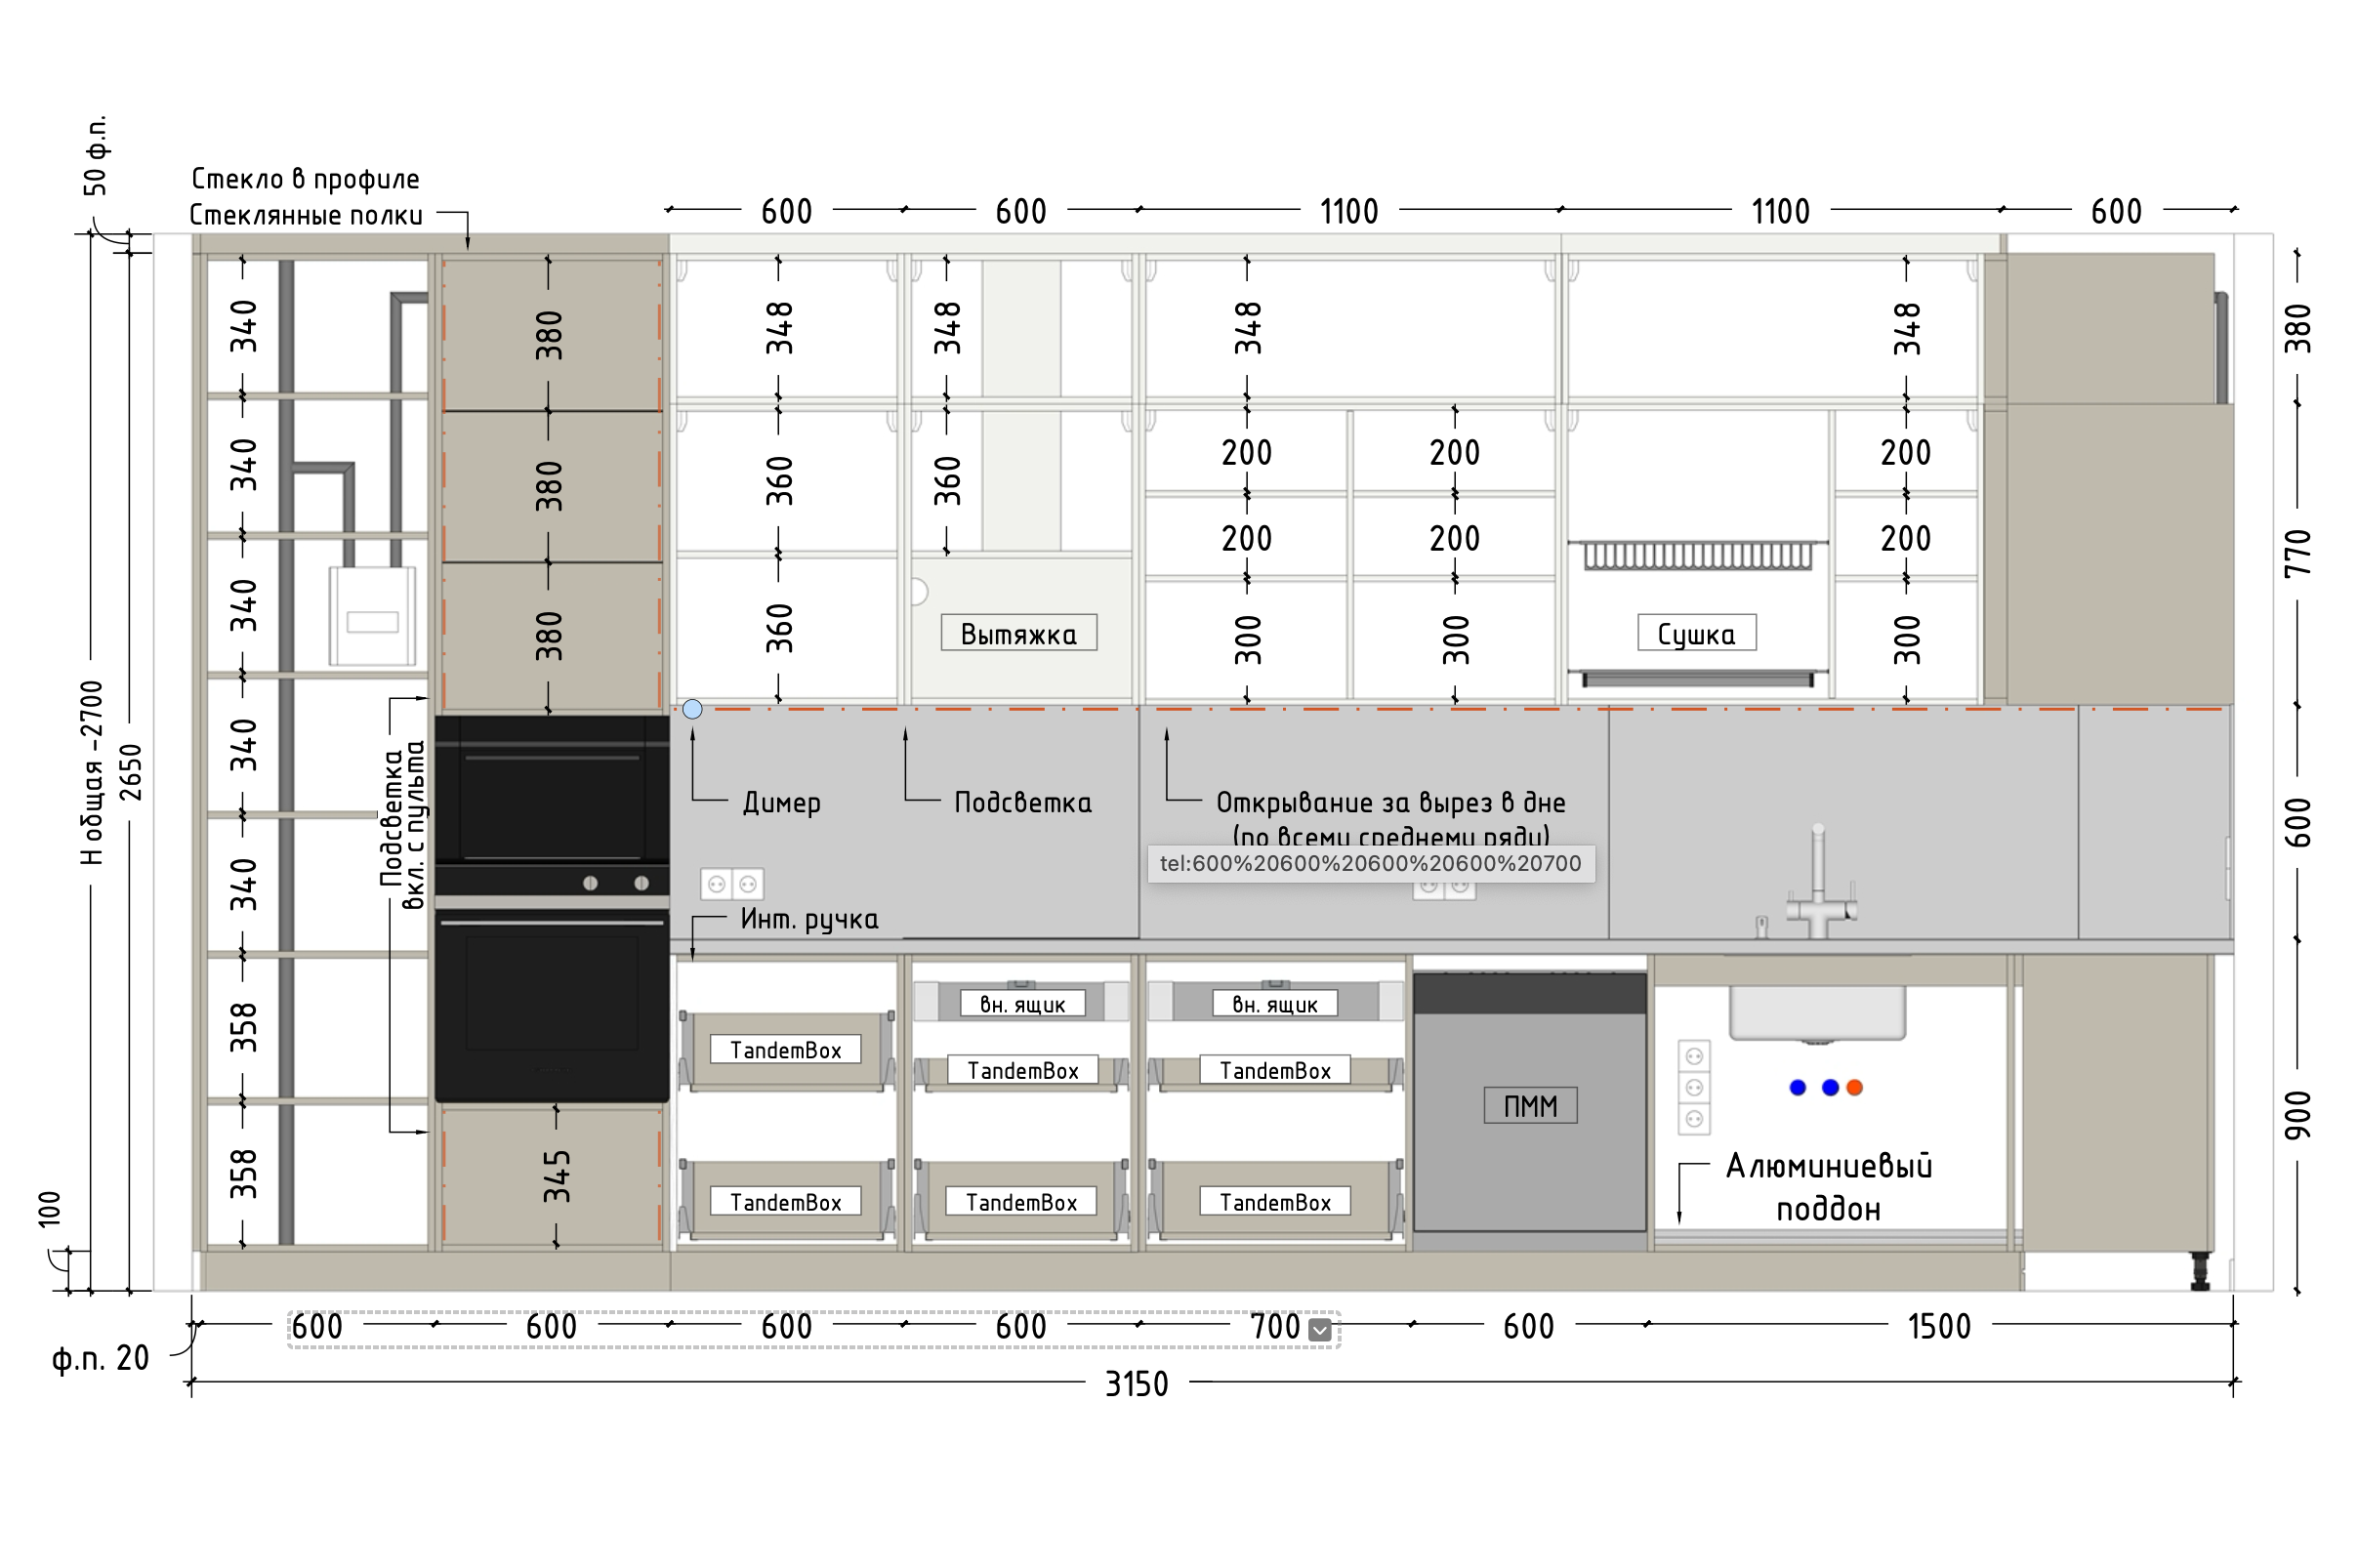 50 ф.п.
Стекло в профиле
Стеклянные полки
600 600 1100 1100 600
340 380 348 348 348 348 380
340 380 360 360 200 200 200
340 380 360 200 200 200 770
Вытяжка
300 300 Сушка 300
H общая -2700
2650
340
Подсветка
вкл. с пульта
Димер
Подсветка
Открывание за вырез в дне
(по всему среднему ряду)
600
tel:600%20600%20600%20600%20700
340
Инт. ручка
358
вн. ящик вн. ящик
TandemBox TandemBox TandemBox
ПММ
900
358 345
Алюминиевый
поддон
TandemBox TandemBox TandemBox
100
600 600 600 600 700 600 1500
ф.п. 20
3150